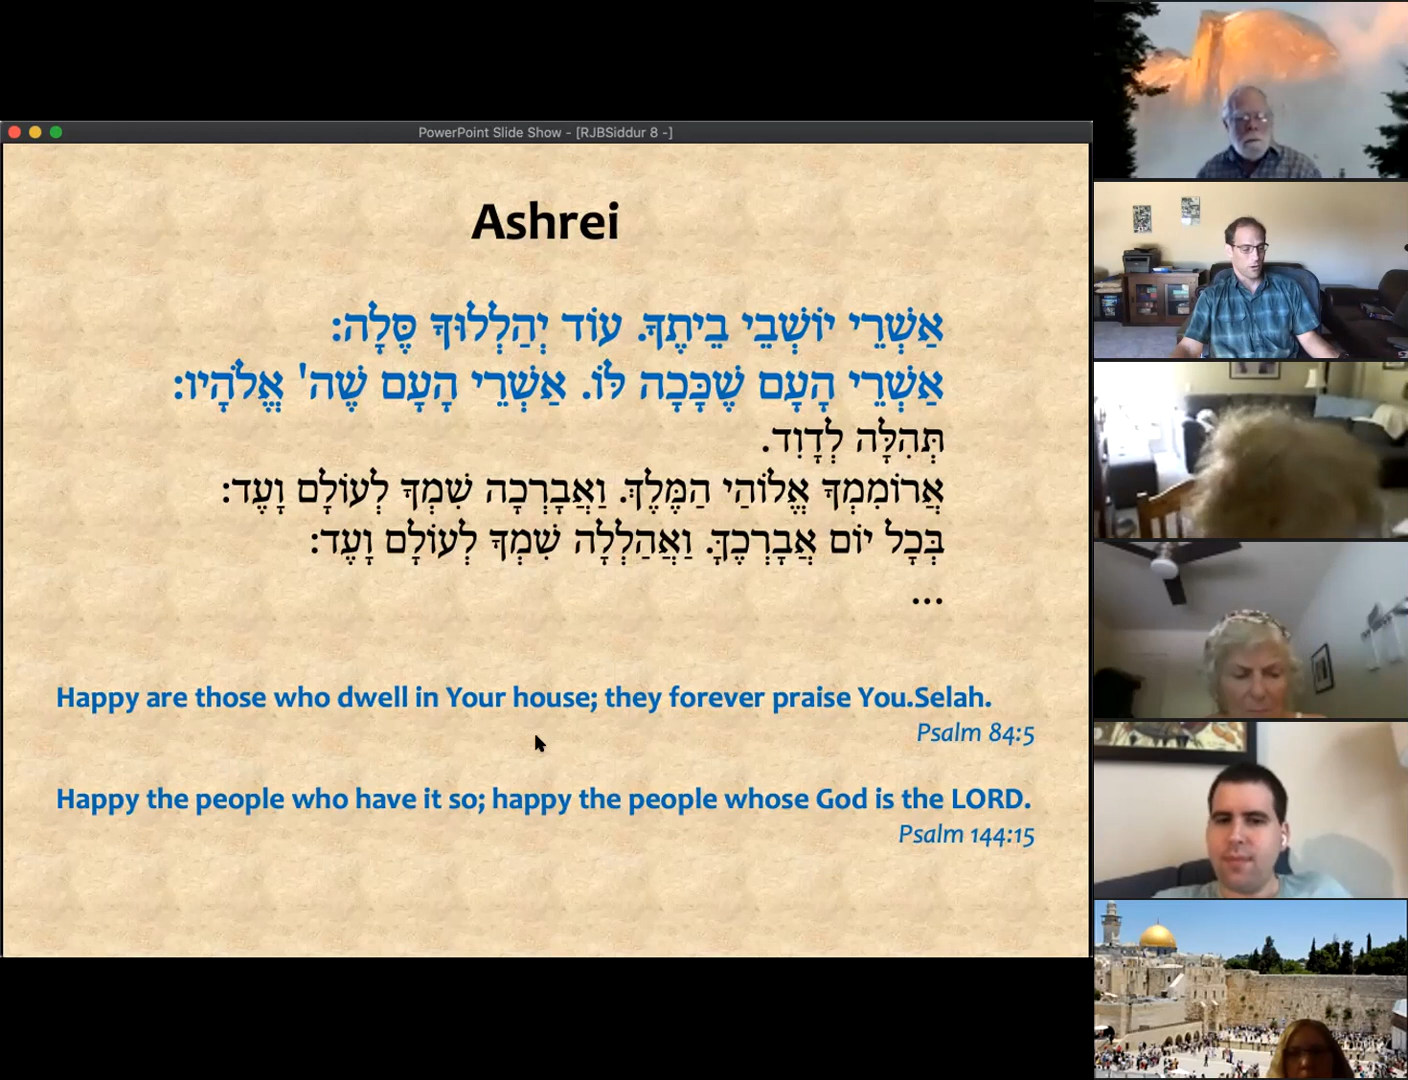 PowerPoint Slide Show - [RJBSiddur 8 -]
Ashrei
אַשְׁרֵי יוֹשְׁבֵי בֵיתֶךָ. עוֹד יְהַלְלוּךָ סֶּלָה:
אַשְׁרֵי הָעָם שֶׁכָּכָה לּוֹ. אַשְׁרֵי הָעָם שֶׁה' אֱלֹהָיו:
תְּהִלָּה לְדָוִד.
אֲרוֹמִמְךָ אֱלוֹהַי הַמֶּלֶךְ. וַאֲבָרְכָה שִׁמְךָ לְעוֹלָם וָעֶד:
בְּכָל יוֹם אֲבָרְכֶךָּ. וַאֲהַלְלָה שִׁמְךָ לְעוֹלָם וָעֶד:
...
Happy are those who dwell in Your house; they forever praise You.Selah.
Psalm 84:5
Happy the people who have it so; happy the people whose God is the LORD.
Psalm 144:15